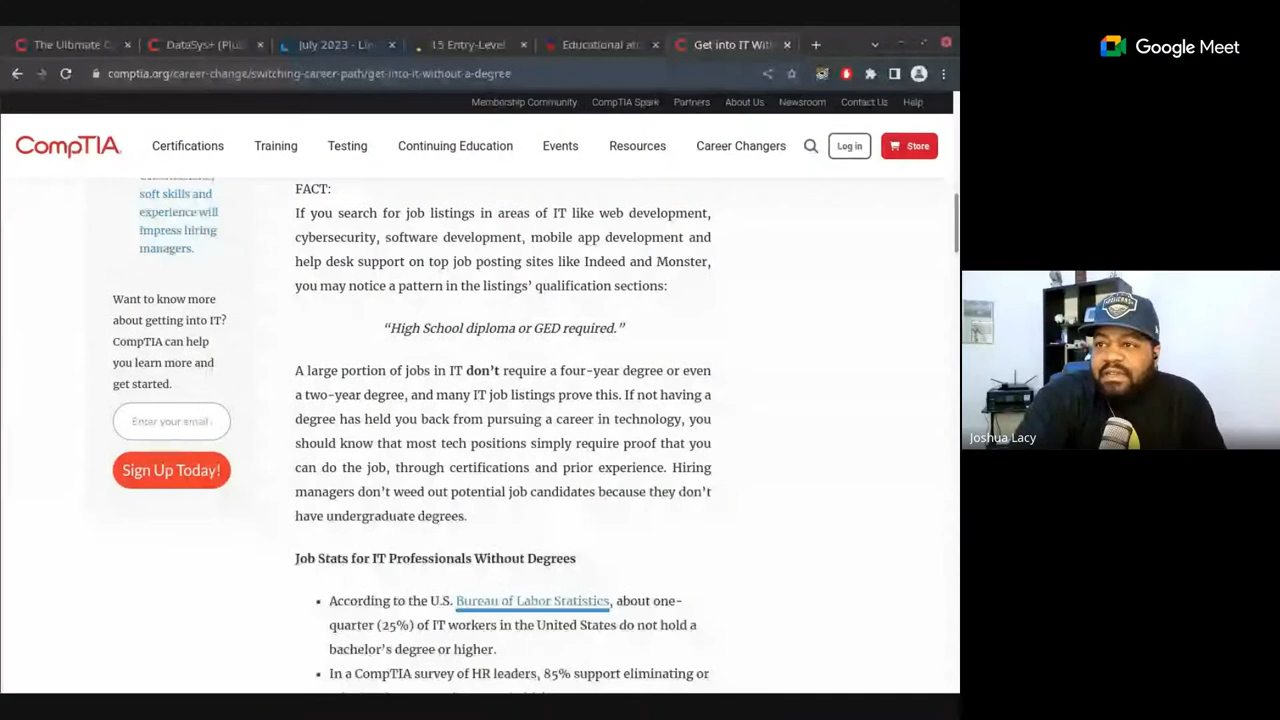 The Ultimate C
DataSys+ (Plus
July 2023 - Lin
15 Entry-Level
Educational att
Get into IT With
comptia.org/career-change/switching-career-path/get-into-it-without-a-degree
Membership Community CompTIA Spark Partners About Us Newsroom Contact Us Help
CompTIA. Certifications Training Testing Continuing Education Events Resources Career Changers Log in Store
soft skills and
experience will
impress hiring
managers.
Want to know more
about getting into IT?
CompTIA can help
you learn more and
get started.
Enter your email
Sign Up Today!
FACT:
If you search for job listings in areas of IT like web development,
cybersecurity, software development, mobile app development and
help desk support on top job posting sites like Indeed and Monster,
you may notice a pattern in the listings’ qualification sections:
“High School diploma or GED required.”
A large portion of jobs in IT don’t require a four-year degree or even
a two-year degree, and many IT job listings prove this. If not having a
degree has held you back from pursuing a career in technology, you
should know that most tech positions simply require proof that you
can do the job, through certifications and prior experience. Hiring
managers don’t weed out potential job candidates because they don’t
have undergraduate degrees.
Job Stats for IT Professionals Without Degrees
▪ According to the U.S. Bureau of Labor Statistics, about one-
quarter (25%) of IT workers in the United States do not hold a
bachelor’s degree or higher.
▪ In a CompTIA survey of HR leaders, 85% support eliminating or
Google Meet
Joshua Lacy